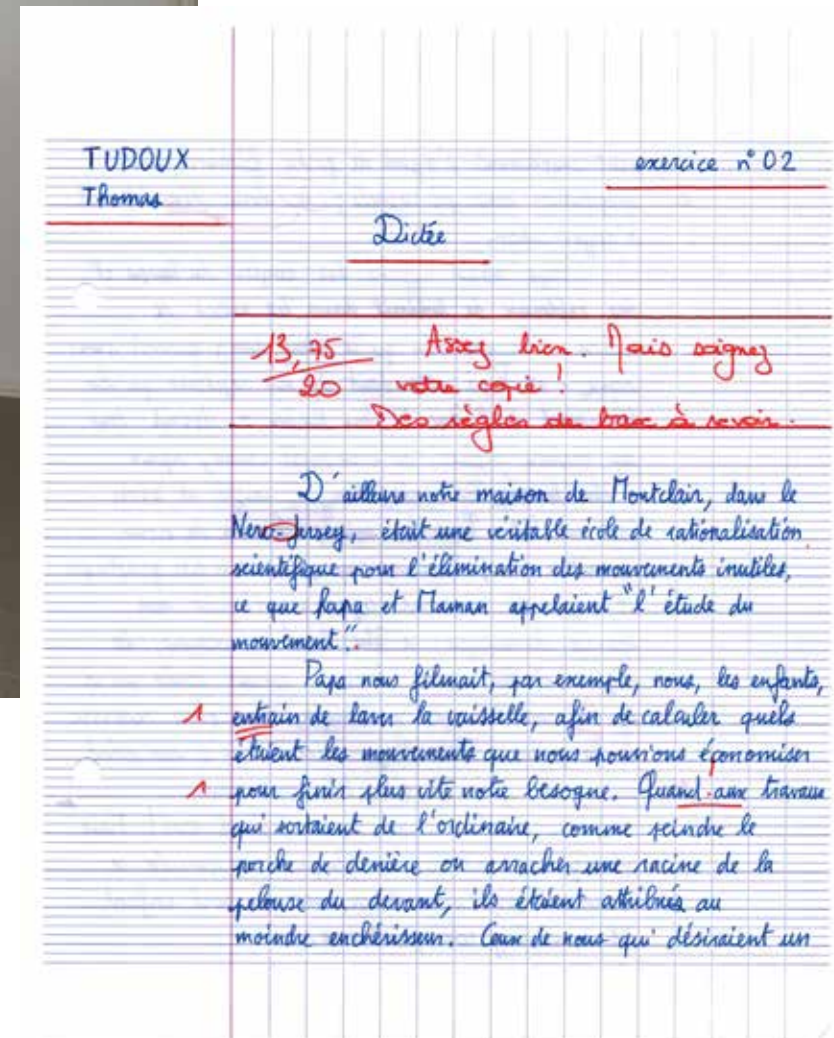 TUDOUX
exercice n° 02
Thomas
Dictée
13,75 Assez bien. Mais soignez
20 votre copie !
Des règles de base à savoir.
D'ailleurs notre maison de Montclair, dans le
New-Jersey, était une véritable école de rationalisation
scientifique pour l'élimination des mouvements inutiles,
ce que Papa et Maman appelaient "l'étude du
mouvement".
Papa nous filmait, par exemple, nous, les enfants,
1 entrain de laver la vaisselle, afin de calculer quels
étaient les mouvements que nous pouvions économiser
1 pour finir plus vite notre besogne. Quand aux travaux
qui sortaient de l'ordinaire, comme peindre le
porche de derrière ou arracher une racine de la
pelouse du devant, ils étaient attribués au
moindre enchérisseur. Ceux de nous qui désiraient un